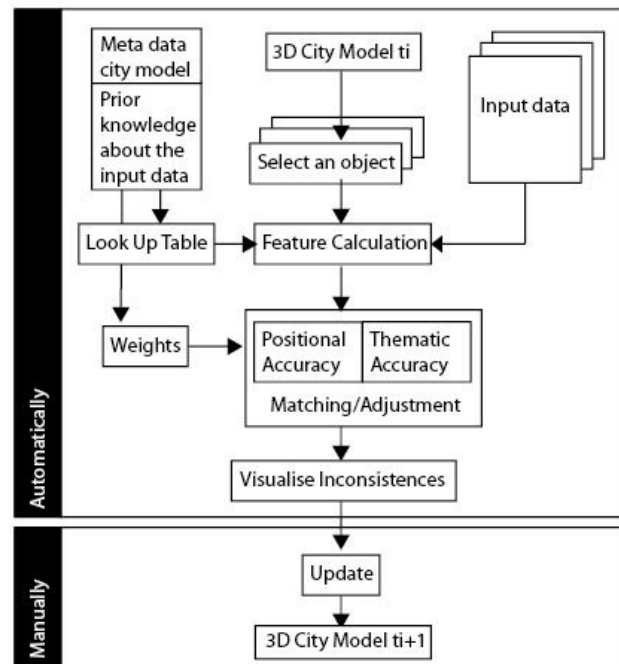 Meta data
city model
Prior
knowledge
about the
input data
3D City Model ti
Input data
Select an object
Look Up Table
Feature Calculation
Weights
Positional
Accuracy
Thematic
Accuracy
Matching/Adjustment
Visualise Inconsistences
Automatically
Update
3D City Model ti+1
Manually